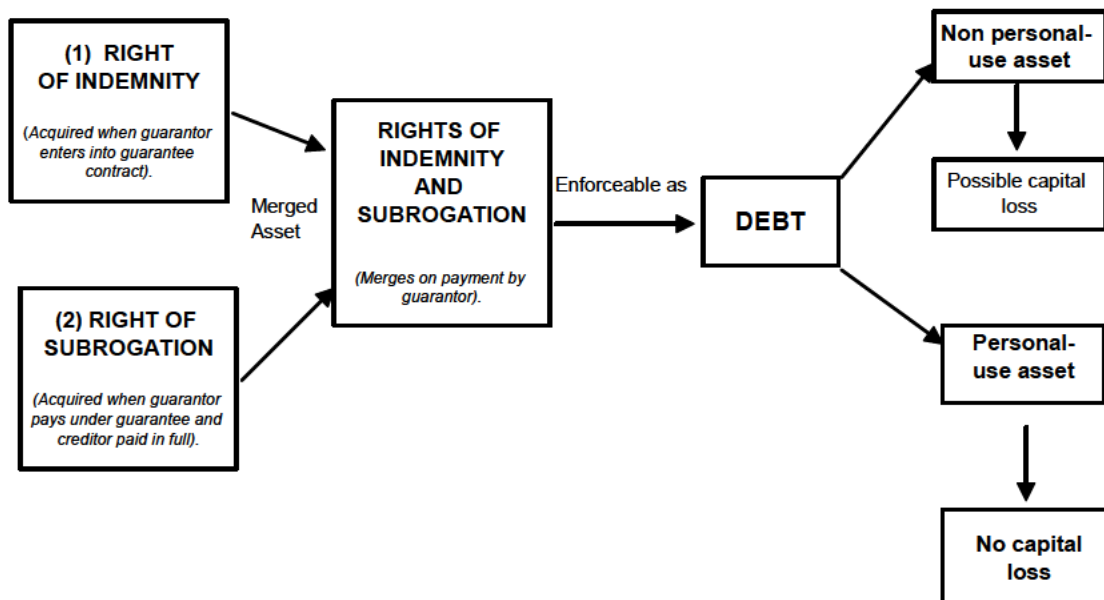 (1) RIGHT
OF INDEMNITY
(Acquired when guarantor
enters into guarantee
contract).
(2) RIGHT OF
SUBROGATION
(Acquired when guarantor
pays under guarantee and
creditor paid in full).
Merged
Asset
RIGHTS OF
INDEMNITY
AND
SUBROGATION
(Merges on payment by
guarantor).
Enforceable as
DEBT
Non personal-
use asset
Possible capital
loss
Personal-
use asset
No capital
loss